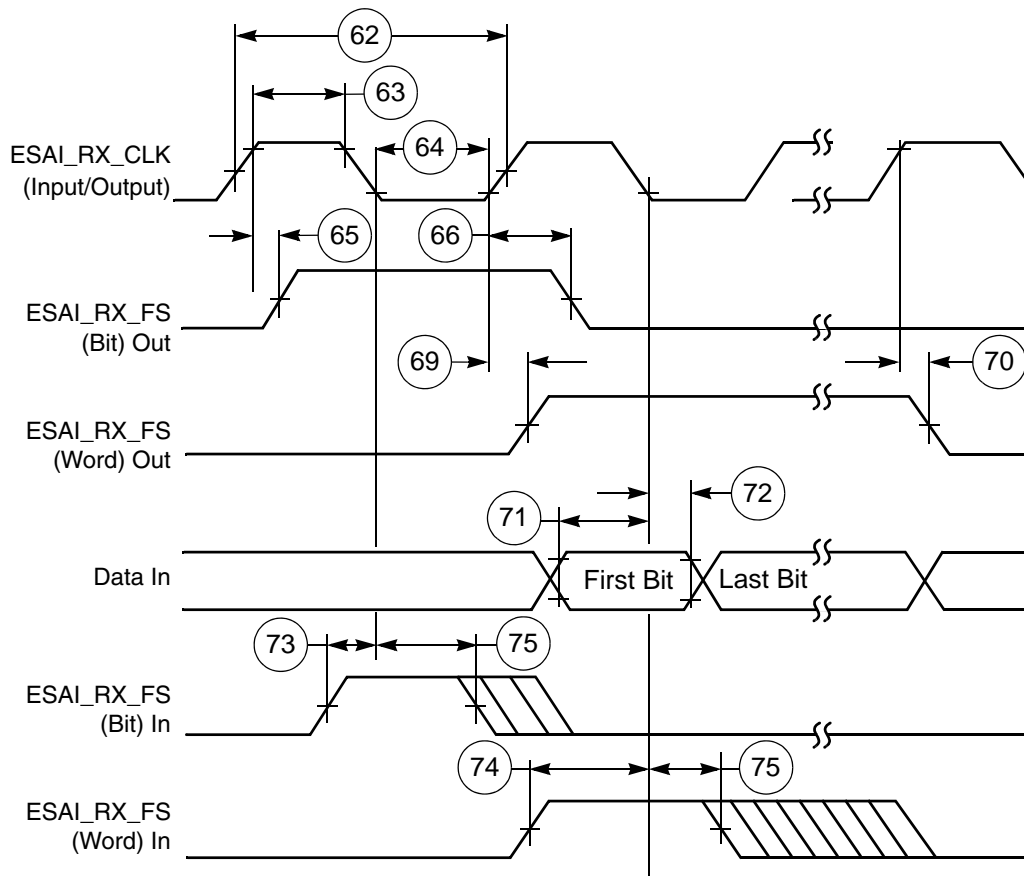 62
63
ESAI_RX_CLK
(Input/Output)
64
65
66
ESAI_RX_FS
(Bit) Out
69
70
ESAI_RX_FS
(Word) Out
71
72
Data In
First Bit
Last Bit
73
75
ESAI_RX_FS
(Bit) In
74
75
ESAI_RX_FS
(Word) In